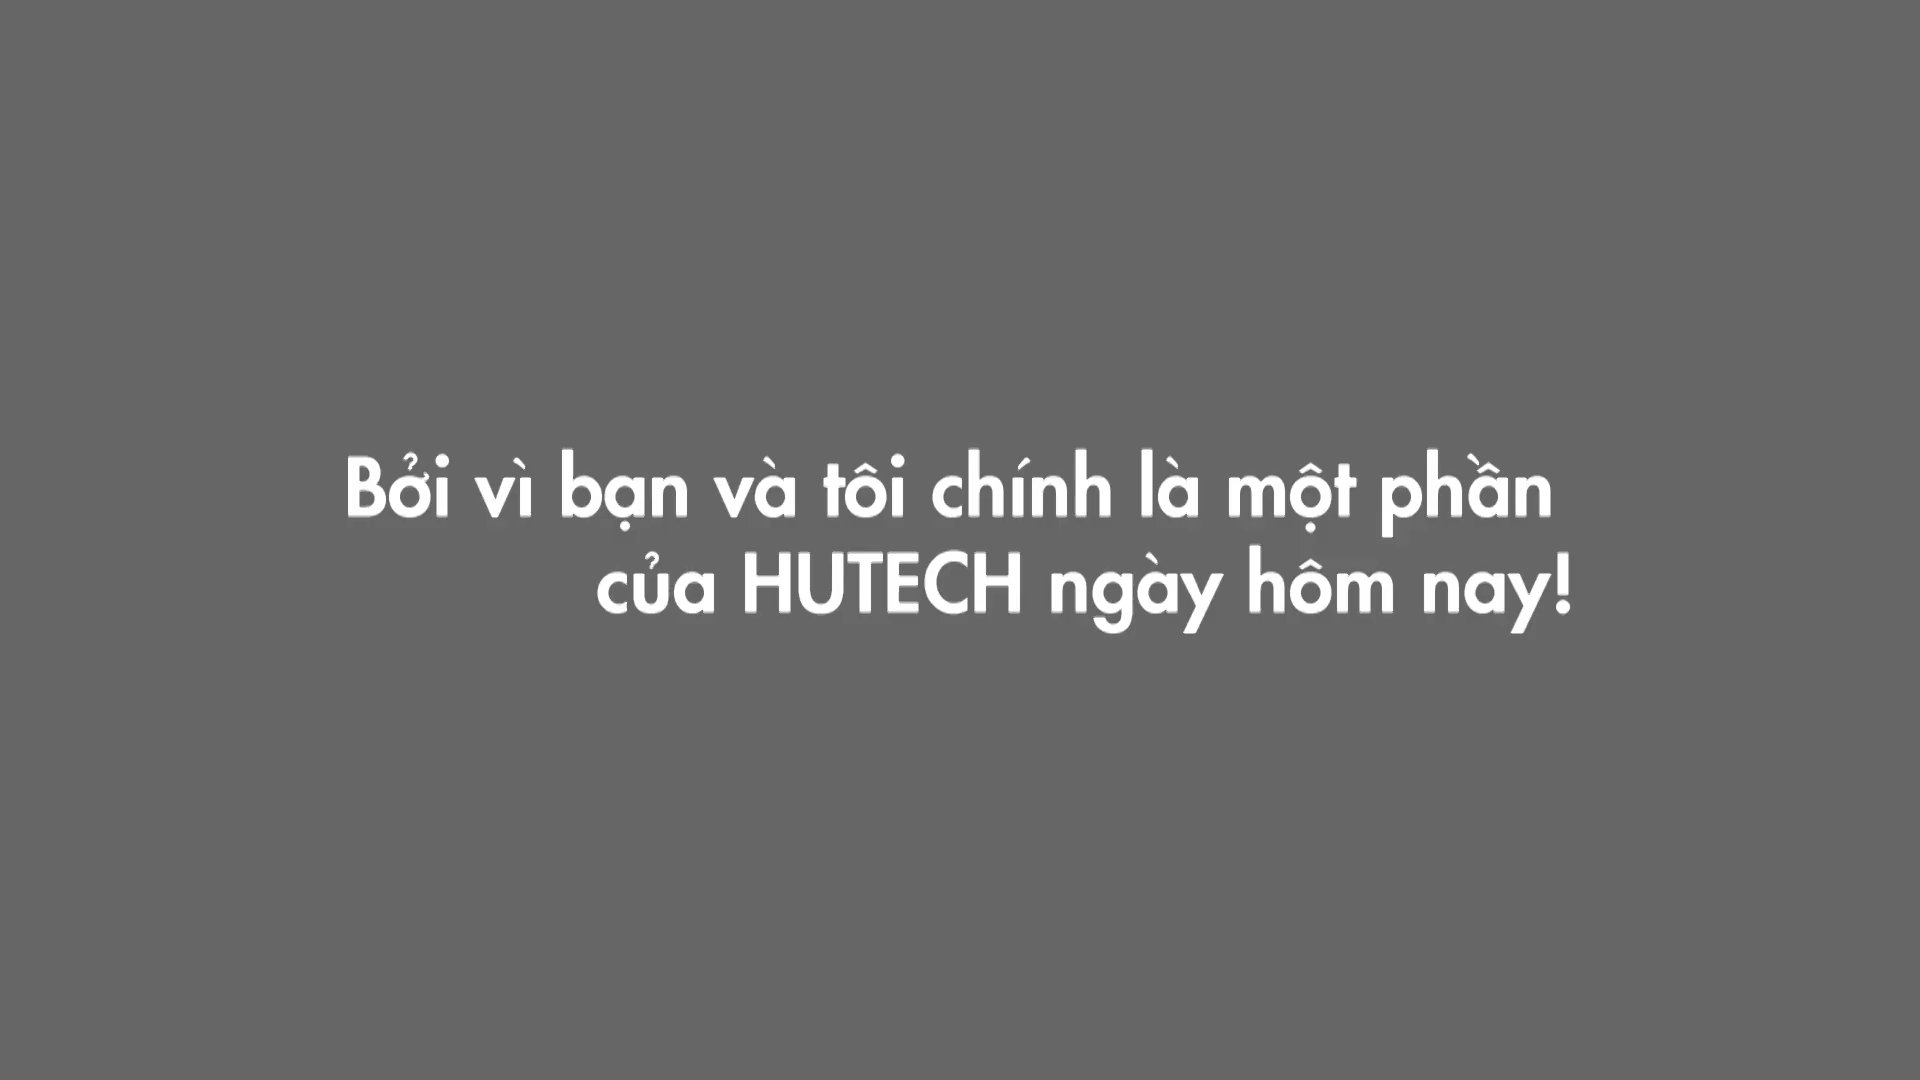 Bởi vì bạn và tôi chính là một phần
của HUTECH ngày hôm nay!